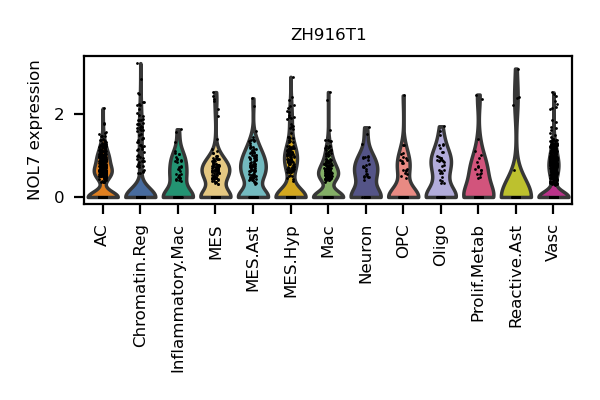 ZH916T1
NOL7 expression
2
0
AC
Chromatin.Reg
Inflammatory.Mac
MES
MES.Ast
MES.Hyp
Mac
Neuron
OPC
Oligo
Prolif.Metab
Reactive.Ast
Vasc